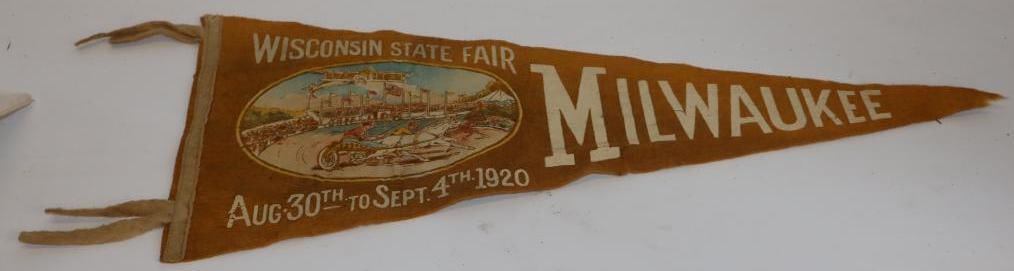 WISCONSIN STATE FAIR
AUG·30TH TO SEPT. 4TH. 1920
MILWAUKEE